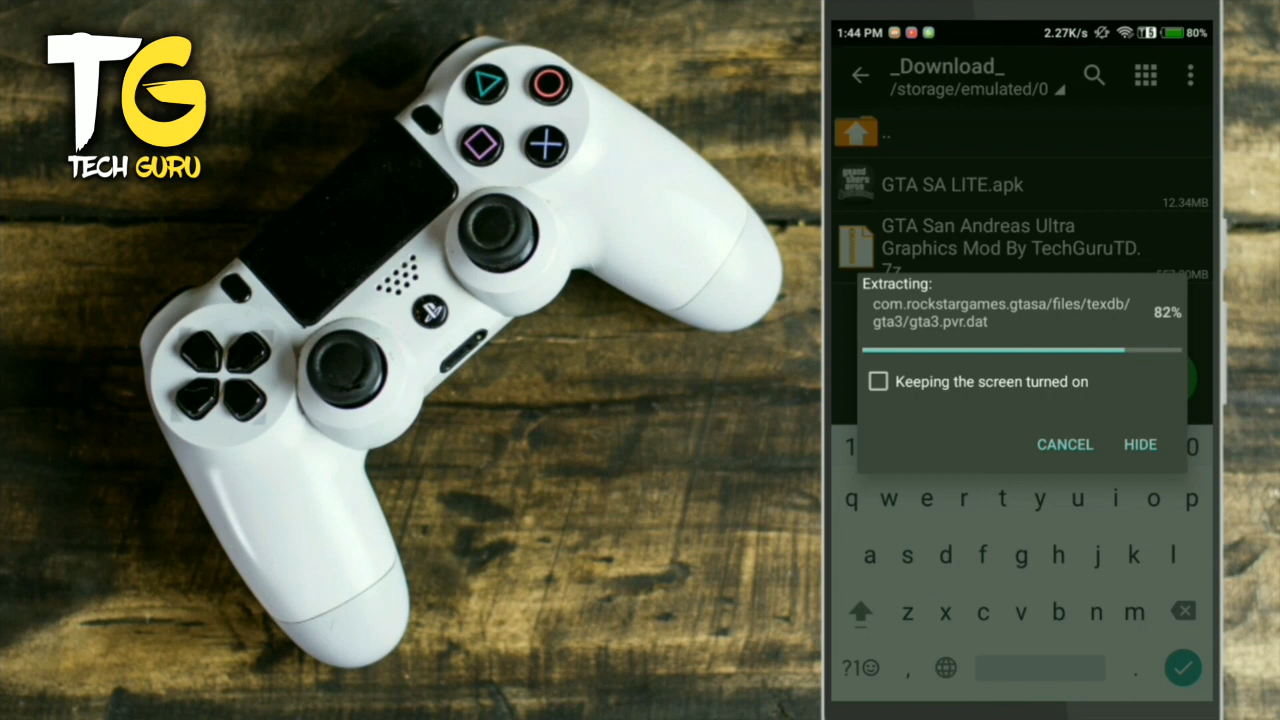 TG
TECH GURU
1:44 PM
2.27K/s
80%
_Download_
/storage/emulated/0
..
GTA SA LITE.apk
12.34MB
GTA San Andreas Ultra
Graphics Mod By TechGuruTD.
7z
Extracting:
com.rockstargames.gtasa/files/texdb/
gta3/gta3.pvr.dat
82%
Keeping the screen turned on
CANCEL
HIDE
1 0
q w e r t y u i o p
a s d f g h j k l
z x c v b n m
?1☺ , .